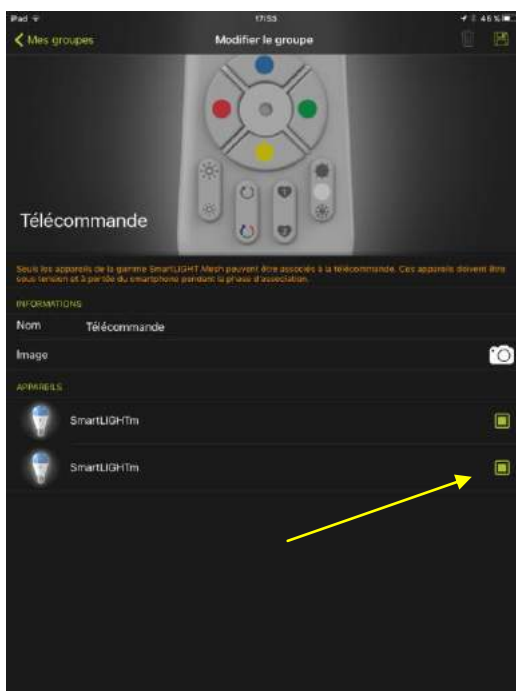 iPad 17:53 46 %
Mes groupes Modifier le groupe
Télécommande
Seuls les appareils de la gamme SmartLIGHT Mesh peuvent être associés à la télécommande. Ces appareils doivent être
sous tension et à portée du smartphone pendant la phase d'association.
INFORMATIONS
Nom Télécommande
Image
APPAREILS
SmartLIGHTm
SmartLIGHTm